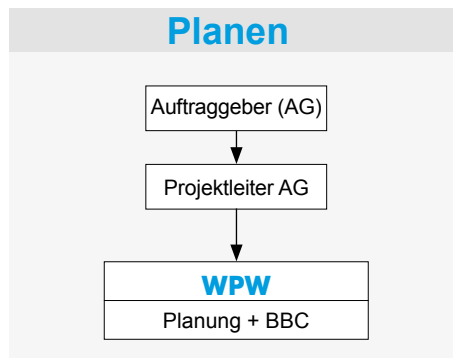 Planen
Auftraggeber (AG)
Projektleiter AG
WPW
Planung + BBC